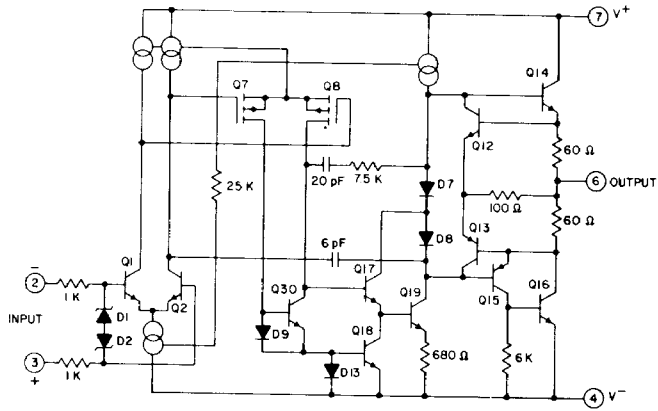 7 V+
Q7
Q8
Q14
Q12
60 Ω
25 K
20 pF
7.5 K
D7
6 OUTPUT
100 Ω
60 Ω
D8
Q13
6 pF
Q1
Q2
Q30
Q17
Q19
Q15
Q16
−
2
1 K
D1
INPUT
D2
D9
Q18
680 Ω
6 K
3
+
1 K
D13
4 V−